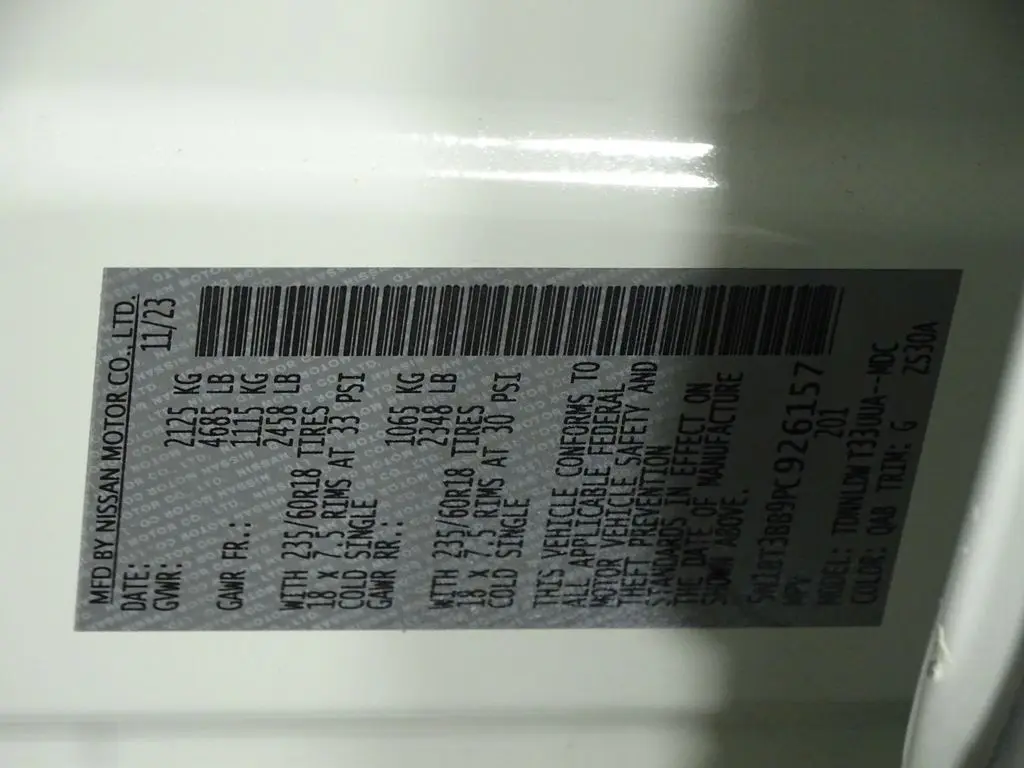 MFD BY NISSAN MOTOR CO., LTD.
DATE: 11/23
GVWR: 2125 KG
4685 LB
GAWR FR.: 1115 KG
2458 LB
WITH 235/60R18 TIRES
18 x 7.5 RIMS AT 33 PSI
COLD SINGLE
GAWR RR.: 1065 KG
2348 LB
WITH 235/60R18 TIRES
18 x 7.5 RIMS AT 30 PSI
COLD SINGLE
THIS VEHICLE CONFORMS TO
ALL APPLICABLE FEDERAL
MOTOR VEHICLE SAFETY AND
THEFT PREVENTION
STANDARDS IN EFFECT ON
THE DATE OF MANUFACTURE
SHOWN ABOVE.
5N1BT3BB9PC926157
MPV 201
MODEL: TDWNLDWT33UUA--MDC
COLOR: QAB TRIM: G ZS30A